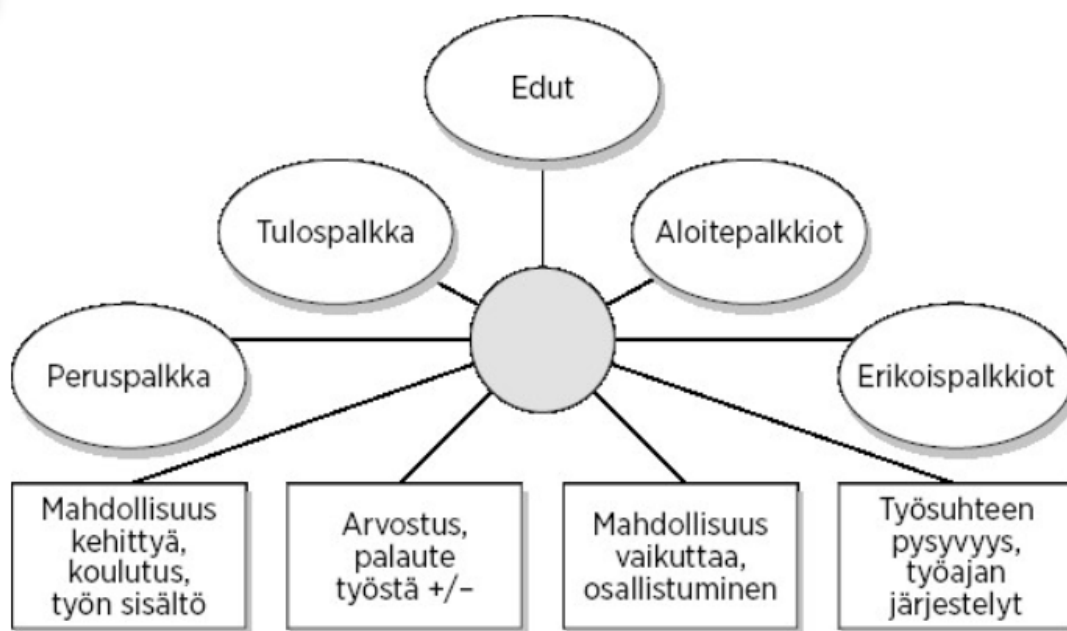 Edut
Tulospalkka
Aloitepalkkiot
Peruspalkka
Erikoispalkkiot
Mahdollisuus
kehittyä,
koulutus,
työn sisältö
Arvostus,
palaute
työstä +/–
Mahdollisuus
vaikuttaa,
osallistuminen
Työsuhteen
pysyvyys,
työajan
järjestelyt